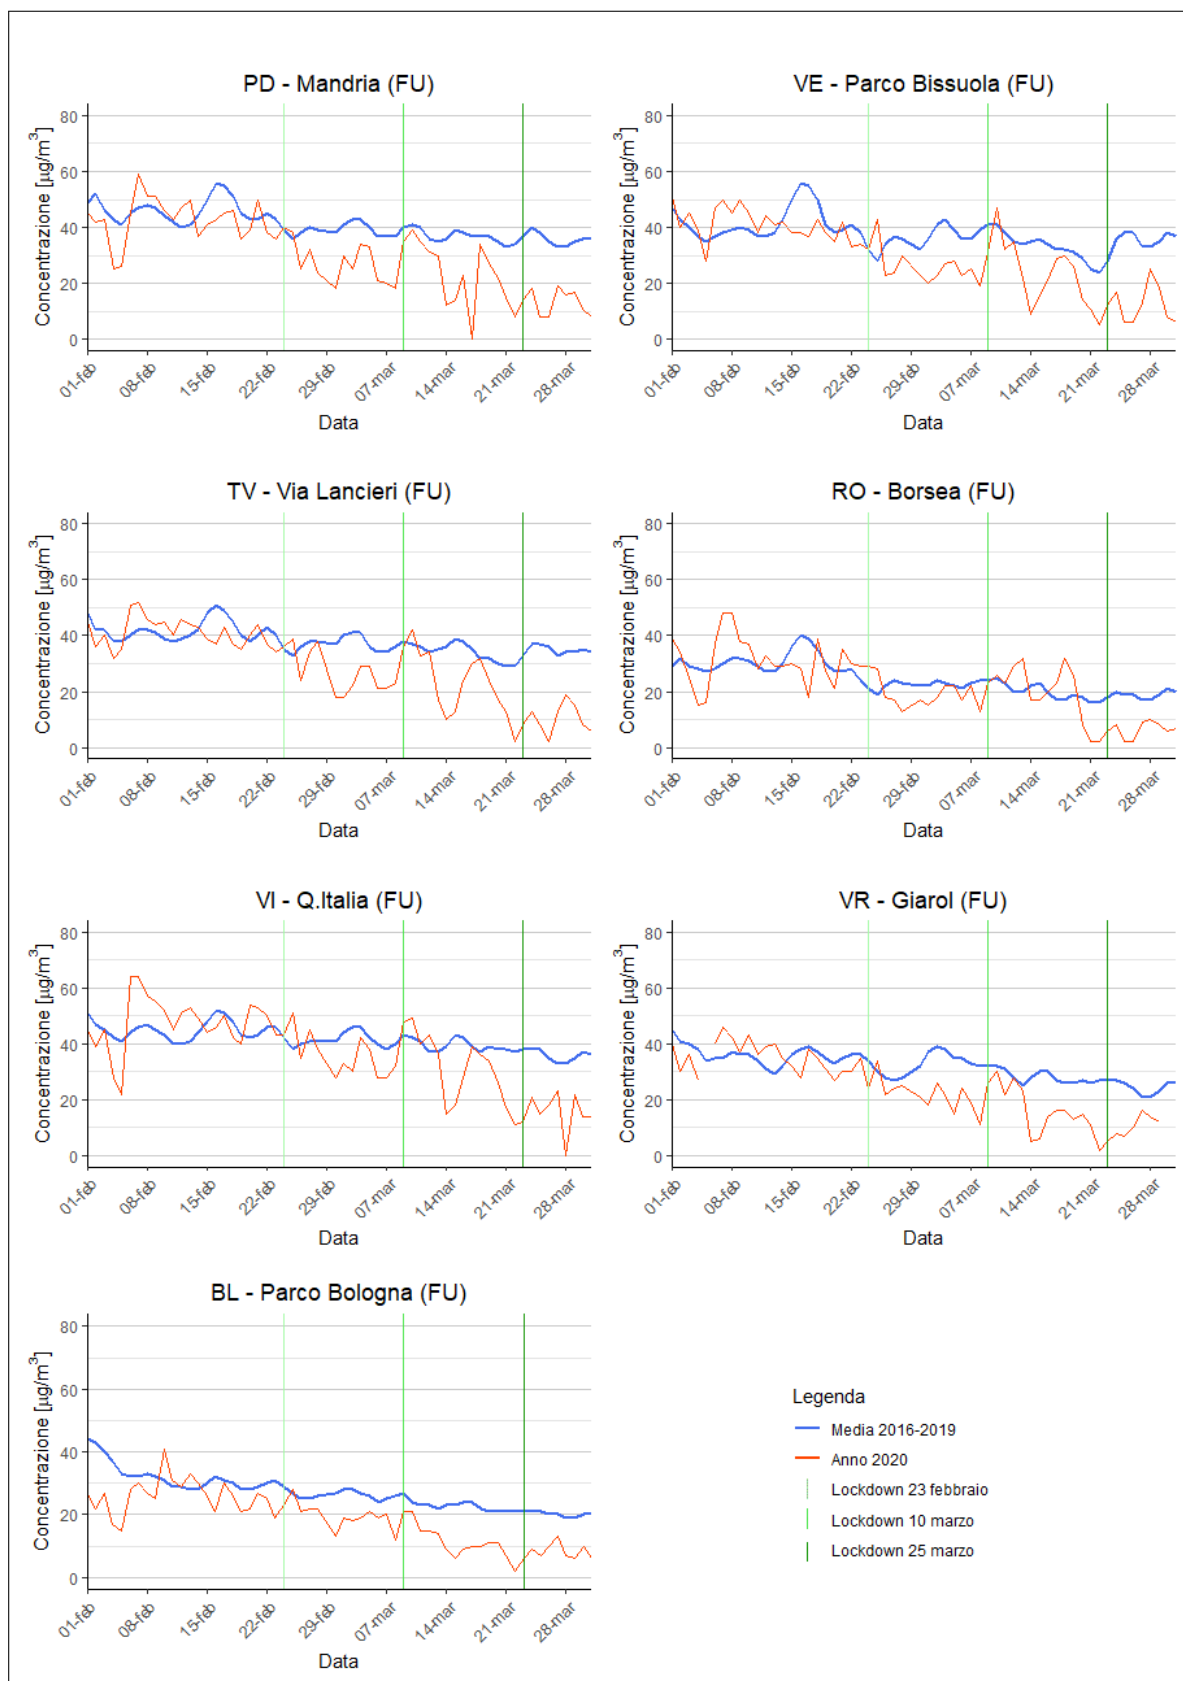 PD - Mandria (FU)
Concentrazione [µg/m³]
80
60
40
20
0
01-feb
08-feb
15-feb
22-feb
29-feb
07-mar
14-mar
21-mar
28-mar
Data
VE - Parco Bissuola (FU)
Concentrazione [µg/m³]
80
60
40
20
0
01-feb
08-feb
15-feb
22-feb
29-feb
07-mar
14-mar
21-mar
28-mar
Data
TV - Via Lancieri (FU)
Concentrazione [µg/m³]
80
60
40
20
0
01-feb
08-feb
15-feb
22-feb
29-feb
07-mar
14-mar
21-mar
28-mar
Data
RO - Borsea (FU)
Concentrazione [µg/m³]
80
60
40
20
0
01-feb
08-feb
15-feb
22-feb
29-feb
07-mar
14-mar
21-mar
28-mar
Data
VI - Q.Italia (FU)
Concentrazione [µg/m³]
80
60
40
20
0
01-feb
08-feb
15-feb
22-feb
29-feb
07-mar
14-mar
21-mar
28-mar
Data
VR - Giarol (FU)
Concentrazione [µg/m³]
80
60
40
20
0
01-feb
08-feb
15-feb
22-feb
29-feb
07-mar
14-mar
21-mar
28-mar
Data
BL - Parco Bologna (FU)
Concentrazione [µg/m³]
80
60
40
20
0
01-feb
08-feb
15-feb
22-feb
29-feb
07-mar
14-mar
21-mar
28-mar
Data
Legenda
Media 2016-2019
Anno 2020
Lockdown 23 febbraio
Lockdown 10 marzo
Lockdown 25 marzo